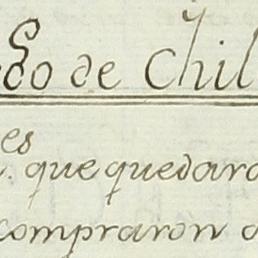 do de Chil
es
. que quedaro
compraron